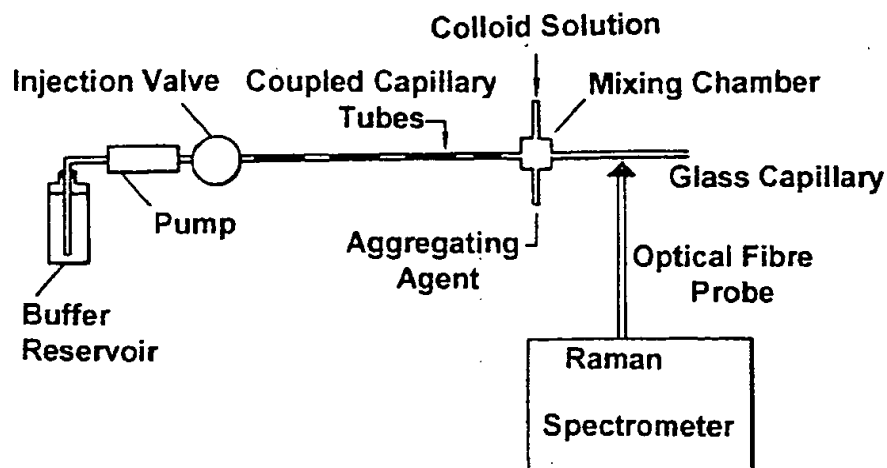 Colloid Solution
Injection Valve
Coupled Capillary
Tubes
Mixing Chamber
Glass Capillary
Pump
Aggregating
Agent
Optical Fibre
Probe
Buffer
Reservoir
Raman
Spectrometer